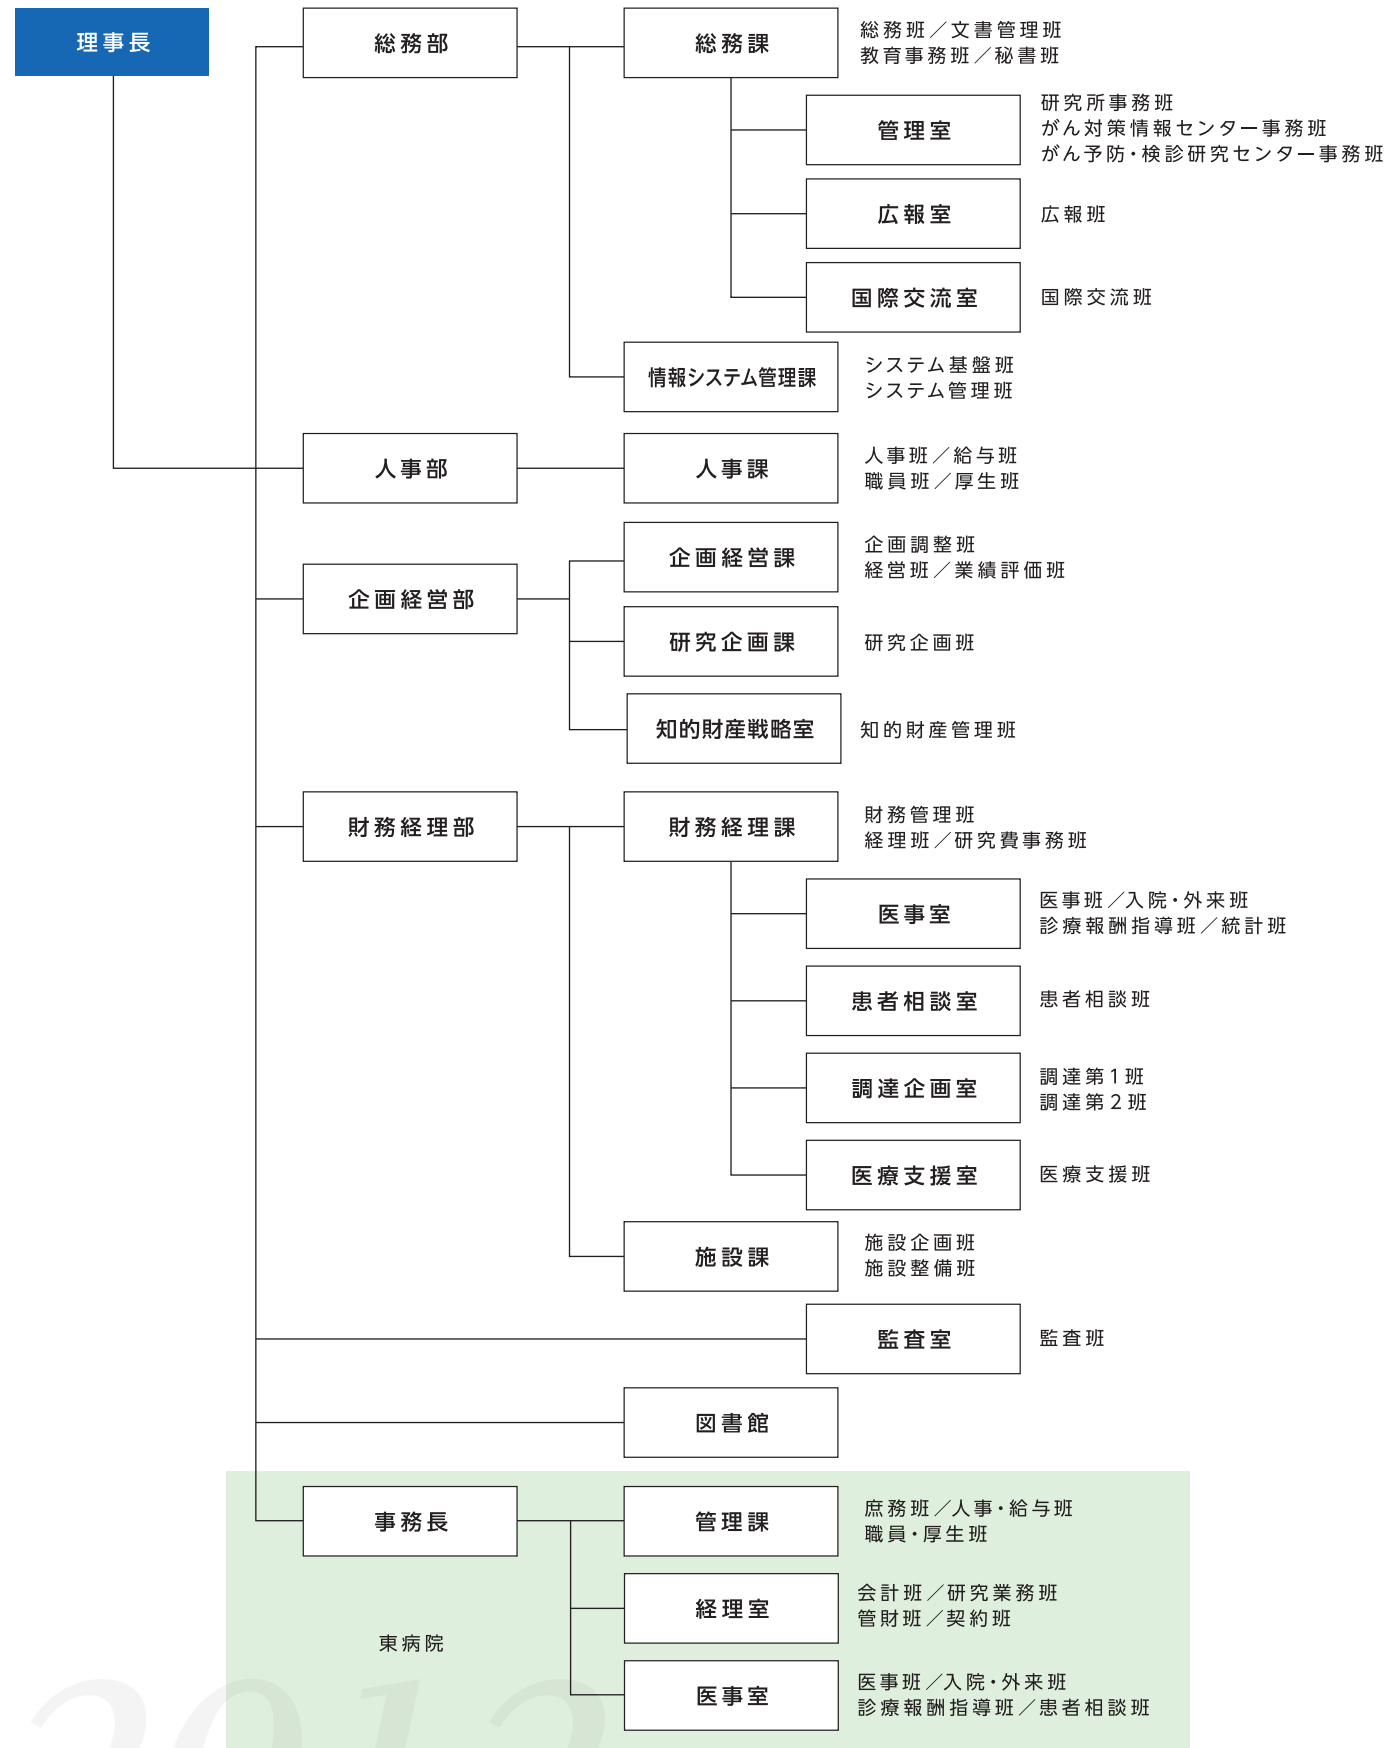 理事長
総務部
総務課
総務班／文書管理班
教育事務班／秘書班
管理室
研究所事務班
がん対策情報センター事務班
がん予防・検診研究センター事務班
広報室
広報班
国際交流室
国際交流班
情報システム管理課
システム基盤班
システム管理班
人事部
人事課
人事班／給与班
職員班／厚生班
企画経営部
企画経営課
企画調整班
経営班／業績評価班
研究企画課
研究企画班
知的財産戦略室
知的財産管理班
財務経理部
財務経理課
財務管理班
経理班／研究費事務班
医事室
医事班／入院・外来班
診療報酬指導班／統計班
患者相談室
患者相談班
調達企画室
調達第1班
調達第2班
医療支援室
医療支援班
施設課
施設企画班
施設整備班
監査室
監査班
図書館
事務長
管理課
庶務班／人事・給与班
職員・厚生班
経理室
会計班／研究業務班
管財班／契約班
東病院
医事室
医事班／入院・外来班
診療報酬指導班／患者相談班
2012